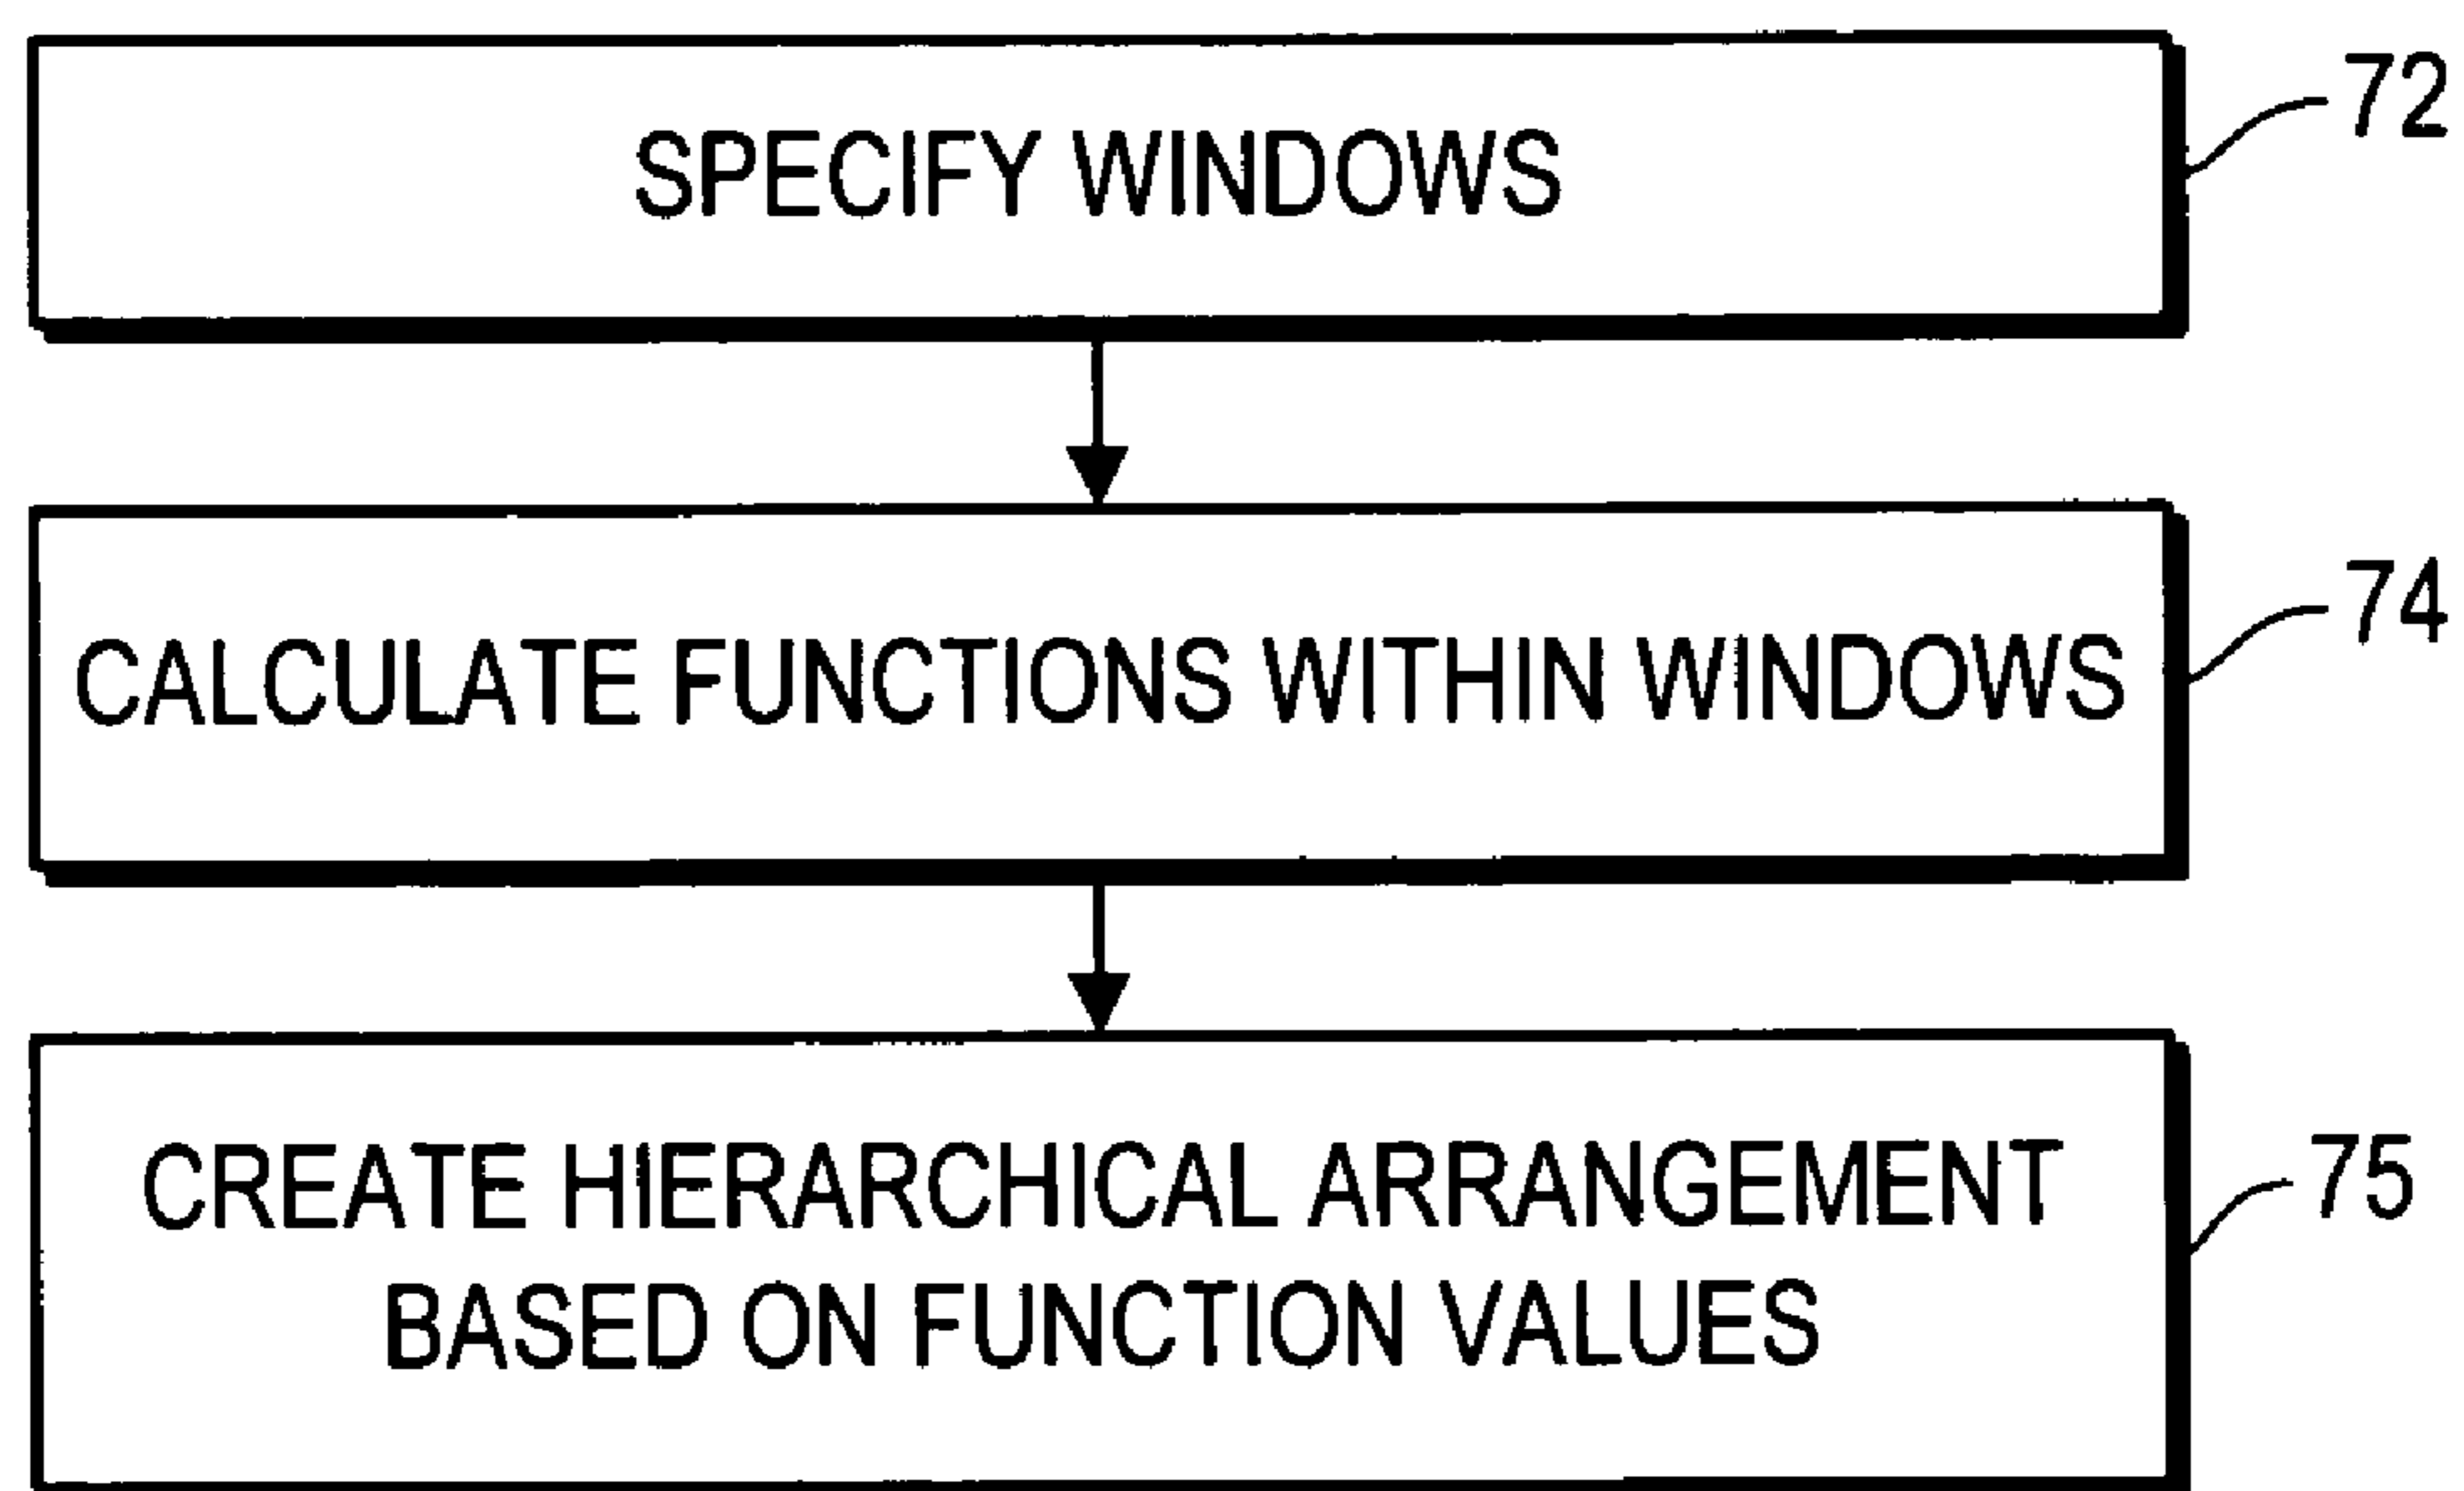 SPECIFY WINDOWS
72
CALCULATE FUNCTIONS WITHIN WINDOWS
74
CREATE HIERARCHICAL ARRANGEMENT
BASED ON FUNCTION VALUES
75